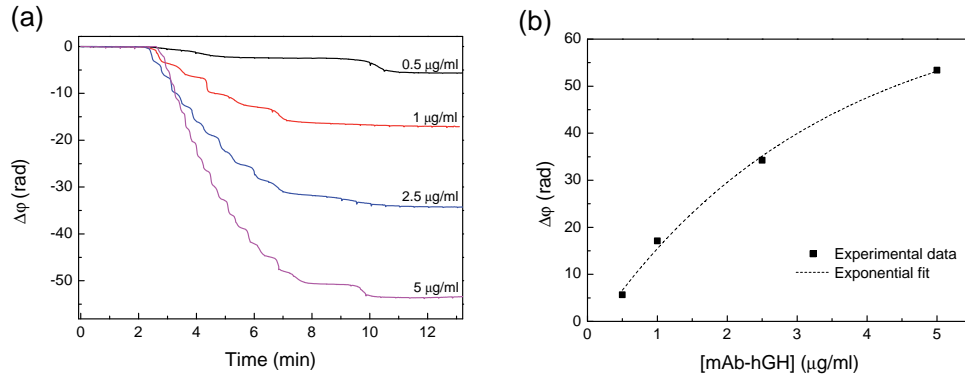 (a)
0
-10
-20
-30
-40
-50
Δφ (rad)
0 2 4 6 8 10 12
Time (min)
0.5 μg/ml
1 μg/ml
2.5 μg/ml
5 μg/ml
(b)
60
50
40
30
20
10
0
Δφ (rad)
0 1 2 3 4 5
[mAb-hGH] (μg/ml)
Experimental data
Exponential fit